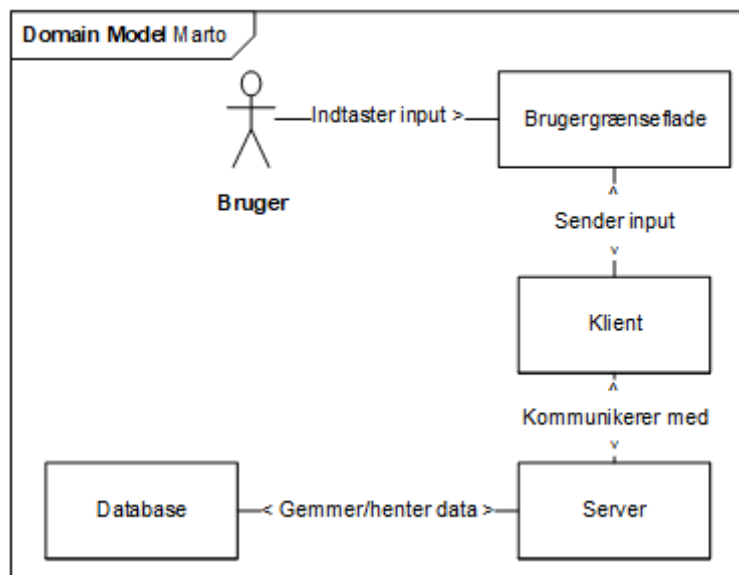 Domain Model Marto
Indtaster input >
Brugergrænseflade
Bruger
^
Sender input
v
Klient
^
Kommunikerer med
v
Database
< Gemmer/henter data >
Server